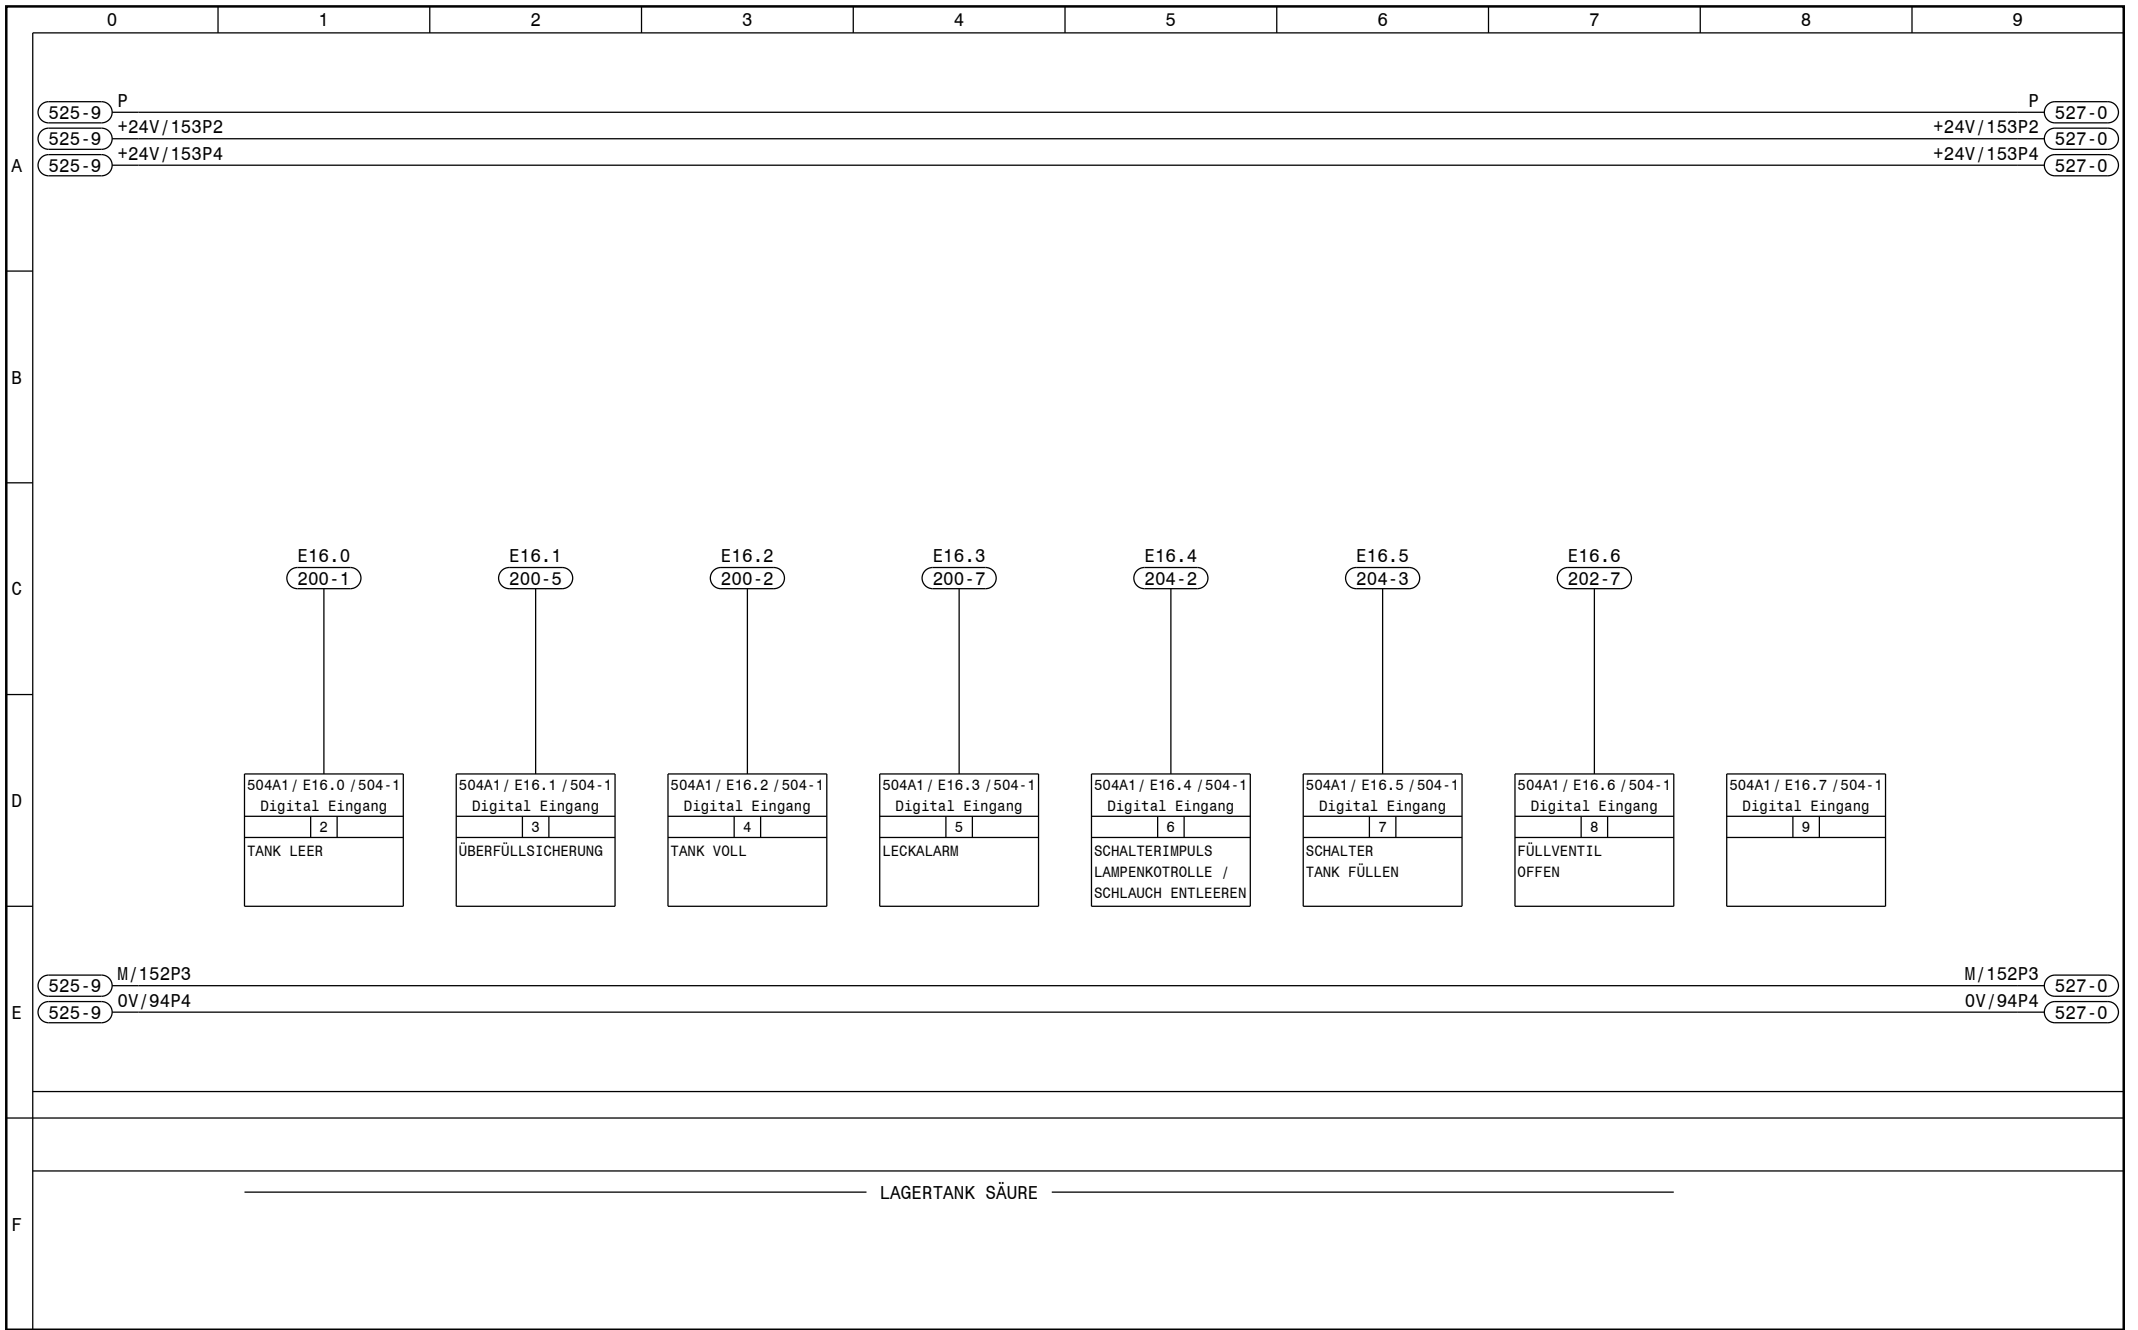 0 1 2 3 4 5 6 7 8 9
525-9 P P 527-0
525-9 +24V/153P2 +24V/153P2 527-0
A 525-9 +24V/153P4 +24V/153P4 527-0
B
E16.0 E16.1 E16.2 E16.3 E16.4 E16.5 E16.6
200-1 200-5 200-2 200-7 204-2 204-3 202-7
C
504A1/ E16.0 /504-1 504A1/ E16.1 /504-1 504A1/ E16.2 /504-1 504A1/ E16.3 /504-1 504A1/ E16.4 /504-1 504A1/ E16.5 /504-1 504A1/ E16.6 /504-1 504A1/ E16.7 /504-1
D Digital Eingang Digital Eingang Digital Eingang Digital Eingang Digital Eingang Digital Eingang Digital Eingang Digital Eingang
2 3 4 5 6 7 8 9
TANK LEER ÜBERFÜLLSICHERUNG TANK VOLL LECKALARM SCHALTERIMPULS SCHALTER FÜLLVENTIL
LAMPENKOTROLLE / TANK FÜLLEN OFFEN
SCHLAUCH ENTLEEREN
525-9 M/152P3 M/152P3 527-0
E 525-9 0V/94P4 0V/94P4 527-0
LAGERTANK SÄURE
F